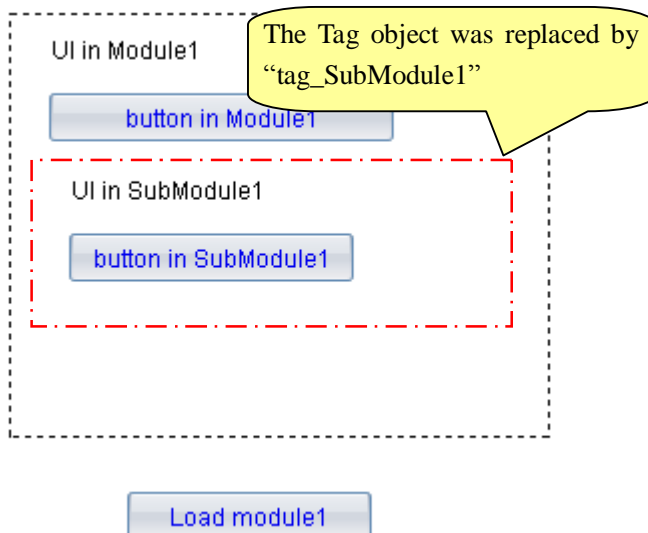 UI in Module1
The Tag object was replaced by
“tag_SubModule1”
button in Module1
UI in SubModule1
button in SubModule1
Load module1